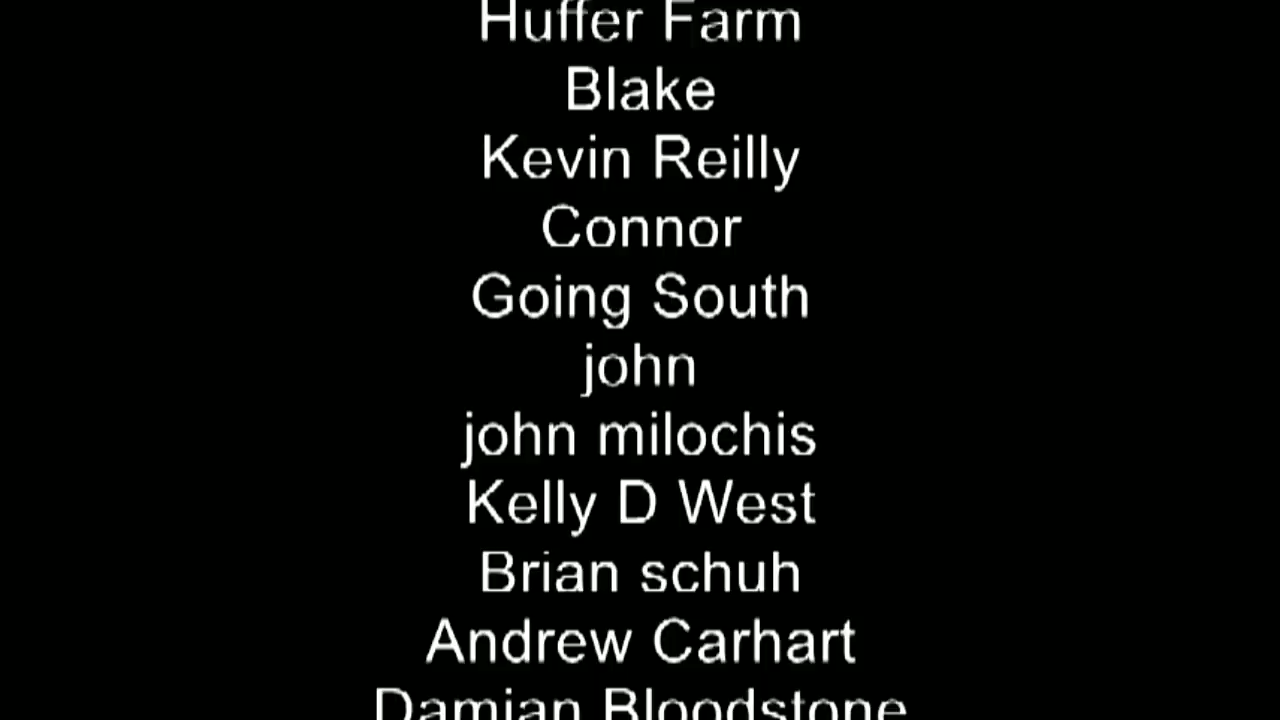 Huffer Farm
Blake
Kevin Reilly
Connor
Going South
john
john milochis
Kelly D West
Brian schuh
Andrew Carhart
Damian Bloodstone